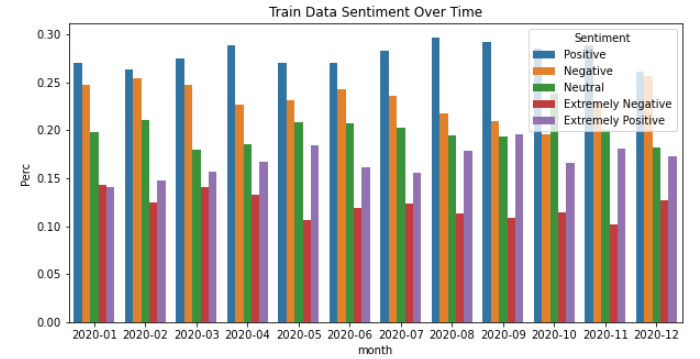 Train Data Sentiment Over Time
Sentiment
Positive
Negative
Neutral
Extremely Negative
Extremely Positive
Perc
0.30
0.25
0.20
0.15
0.10
0.05
0.00
2020-01 2020-02 2020-03 2020-04 2020-05 2020-06 2020-07 2020-08 2020-09 2020-10 2020-11 2020-12
month